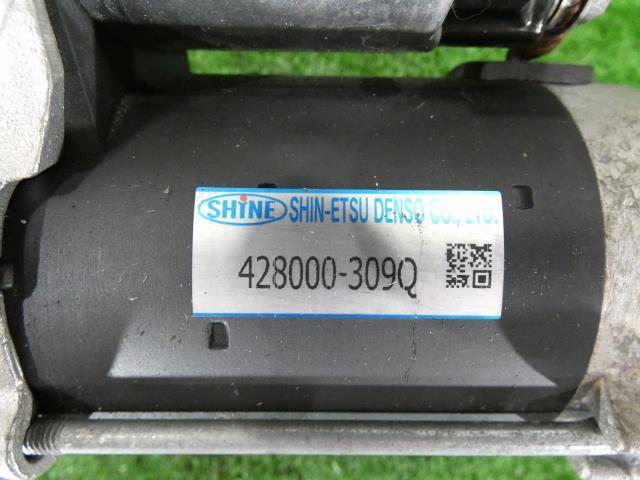 SHiNE SHIN-ETSU DENSO CO., LTD.
428000-309Q